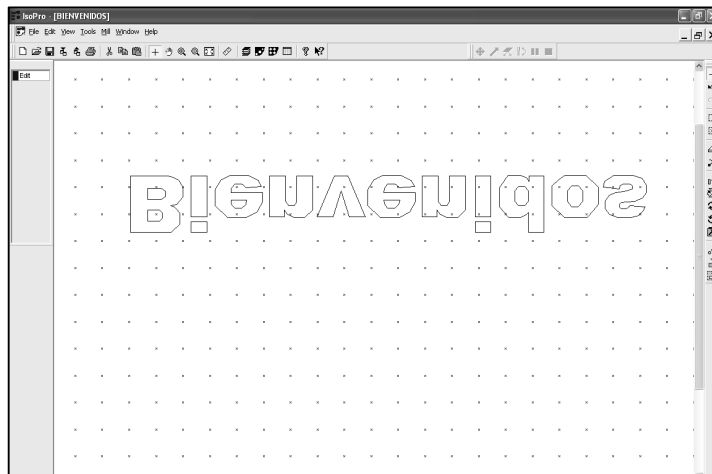 IsoPro - [BIENVENIDOS]
File Edit View Tools Mill Window Help
Edit
Bienvenidos